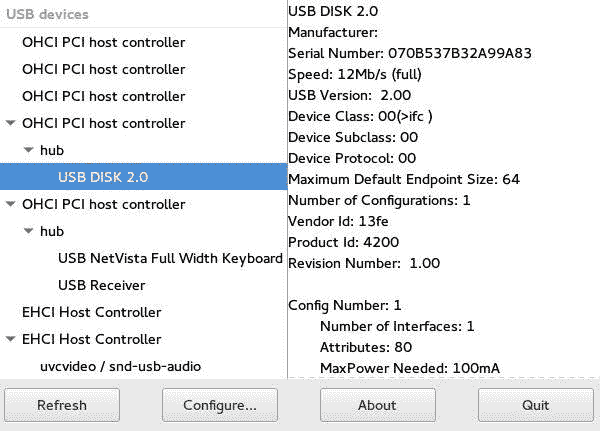 USB devices
OHCI PCI host controller
OHCI PCI host controller
OHCI PCI host controller
OHCI PCI host controller
hub
USB DISK 2.0
OHCI PCI host controller
hub
USB NetVista Full Width Keyboard
USB Receiver
EHCI Host Controller
EHCI Host Controller
uvcvideo / snd-usb-audio
USB DISK 2.0
Manufacturer:
Serial Number: 070B537B32A99A83
Speed: 12Mb/s (full)
USB Version:  2.00
Device Class: 00(>ifc )
Device Subclass: 00
Device Protocol: 00
Maximum Default Endpoint Size: 64
Number of Configurations: 1
Vendor Id: 13fe
Product Id: 4200
Revision Number:  1.00
Config Number: 1
Number of Interfaces: 1
Attributes: 80
MaxPower Needed: 100mA
Refresh
Configure...
About
Quit